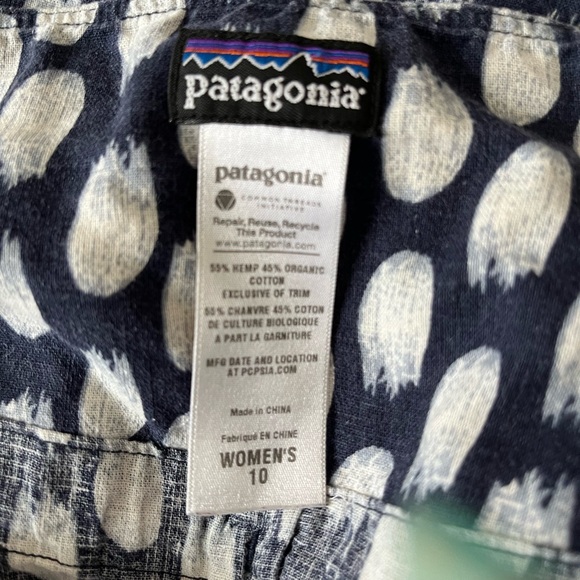 patagonia
patagonia
COMMON THREADS
INITIATIVE
Repair, Reuse, Recycle
This Product
www.patagonia.com
55% HEMP 45% ORGANIC
COTTON
EXCLUSIVE OF TRIM
55% CHANVRE 45% COTON
DE CULTURE BIOLOGIQUE
A PART LA GARNITURE
MFG DATE AND LOCATION
AT PCPSIA.COM
Made in CHINA
Fabriqué EN CHINE
WOMEN'S
10